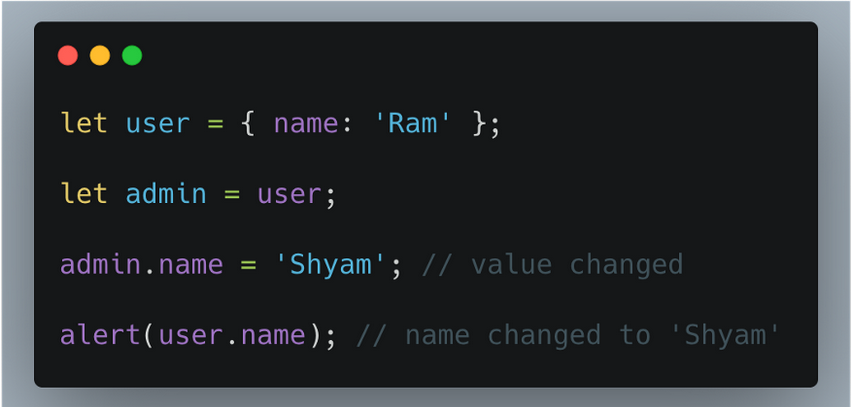 let user = { name: 'Ram' };
let admin = user;
admin.name = 'Shyam'; // value changed
alert(user.name); // name changed to 'Shyam'